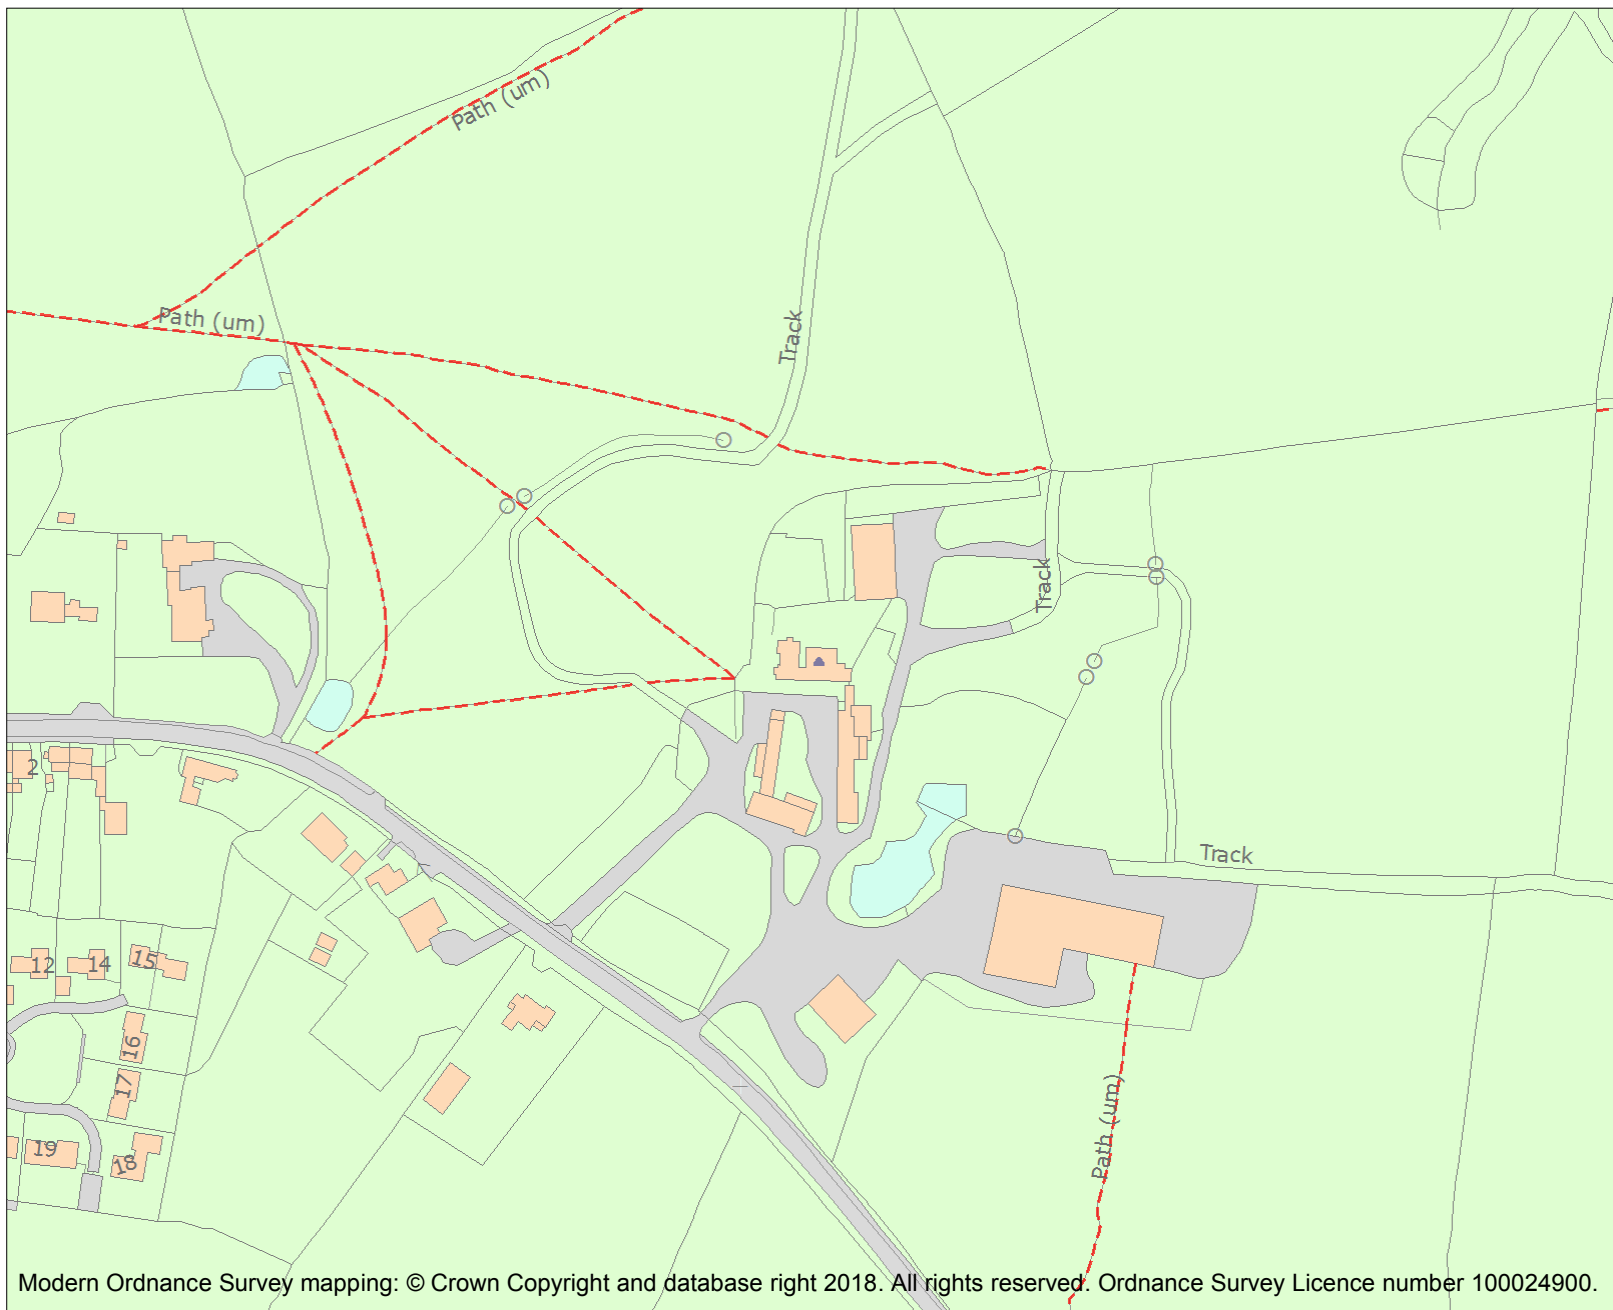 Path (um)
Path (um)
Track
Track
2
Track
12
14
15
16
17
Path (um)
19
18
Modern Ordnance Survey mapping: © Crown Copyright and database right 2018. All rights reserved. Ordnance Survey Licence number 100024900.